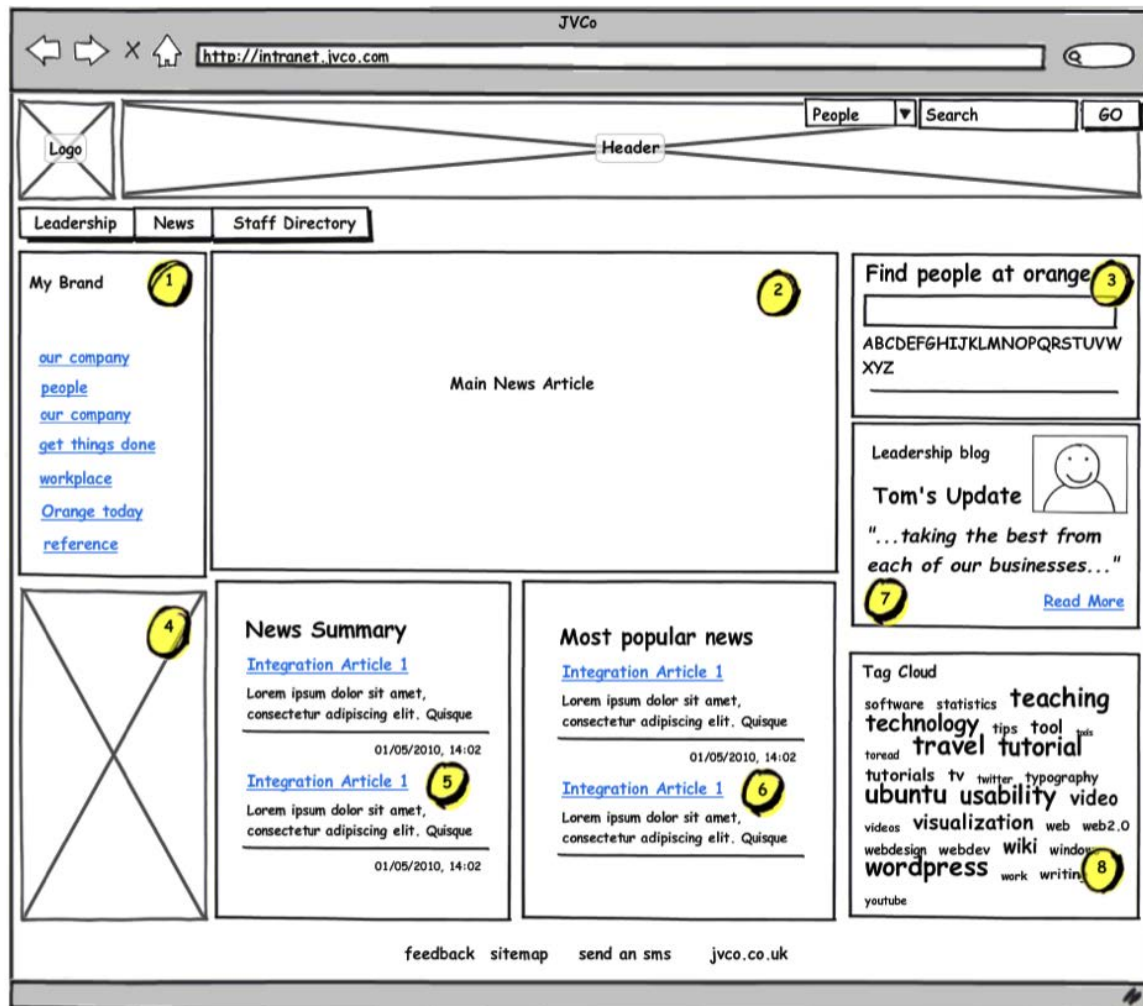 JVCo
http://intranet.jvco.com
People
Search
GO
Logo
Header
Leadership
News
Staff Directory
My Brand
1
our company
people
our company
get things done
workplace
Orange today
reference
2
Main News Article
3
Find people at orange
ABCDEFGHIJKLMNOPQRSTUVW
XYZ
Leadership blog
Tom's Update
"...taking the best from
each of our businesses..."
7
Read More
4
News Summary
Integration Article 1
Lorem ipsum dolor sit amet,
consectetur adipiscing elit. Quisque
01/05/2010, 14:02
Integration Article 1
5
Lorem ipsum dolor sit amet,
consectetur adipiscing elit. Quisque
01/05/2010, 14:02
Most popular news
Integration Article 1
Lorem ipsum dolor sit amet,
consectetur adipiscing elit. Quisque
01/05/2010, 14:02
Integration Article 1
6
Lorem ipsum dolor sit amet,
consectetur adipiscing elit. Quisque
Tag Cloud
software statistics teaching
technology tips tool tools
toread travel tutorial
tutorials tv twitter typography
ubuntu usability video
videos visualization web web2.0
webdesign webdev wiki
wordpress work writing
8
youtube
feedback sitemap send an sms jvco.co.uk